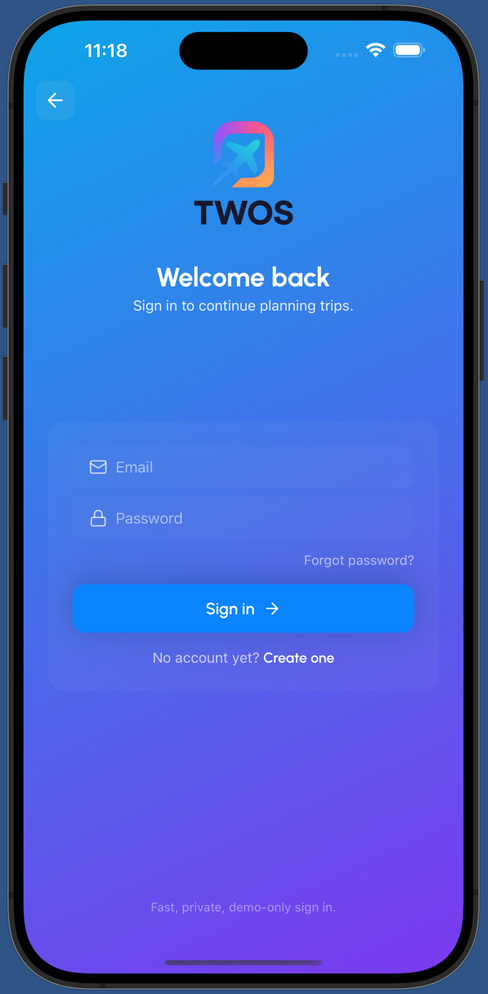 11:18
TWOS
Welcome back
Sign in to continue planning trips.
Email
Password
Forgot password?
Sign in
No account yet? Create one
Fast, private, demo-only sign in.